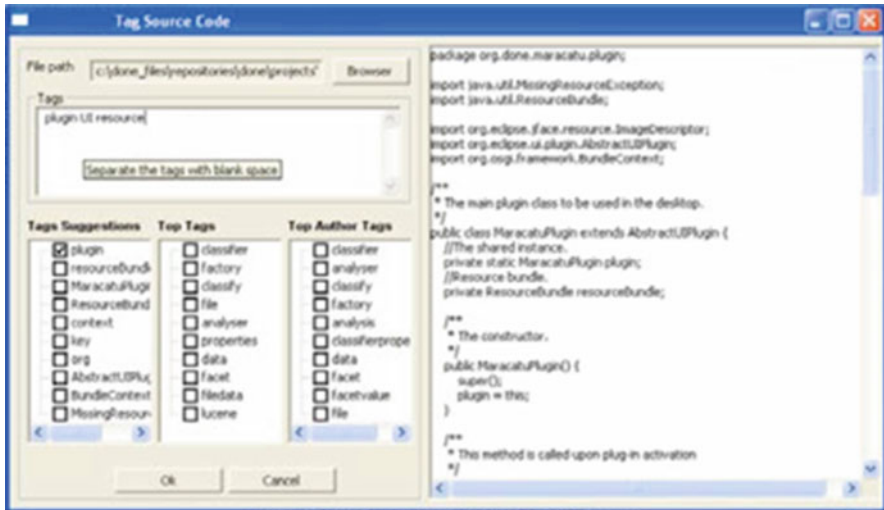 Tag Source Code
File path c:\done_files\repositories\done\projects\ Browser
Tags
plugin UI resource
Separate the tags with blank space
Tags Suggestions
plugin
resourceBundl
MaracatuPlugi
ResourceBund
context
key
org
AbstractUIPlug
BundleContext
MissingResour
Top Tags
classifier
factory
classify
file
analyser
properties
data
facet
filedata
lucene
Top Author Tags
classifier
analyser
classify
factory
analysis
classifierprope
data
facet
facetvalue
file
Ok
Cancel
package org.done.maracatu.plugin;
import java.util.MissingResourceException;
import java.util.ResourceBundle;
import org.eclipse.jface.resource.ImageDescriptor;
import org.eclipse.ui.plugin.AbstractUIPlugin;
import org.osgi.framework.BundleContext;
/**
* The main plugin class to be used in the desktop.
*/
public class MaracatuPlugin extends AbstractUIPlugin {
//The shared instance.
private static MaracatuPlugin plugin;
//Resource bundle.
private ResourceBundle resourceBundle;
/**
* The constructor.
*/
public MaracatuPlugin() {
super();
plugin = this;
}
/**
* This method is called upon plug-in activation
*/